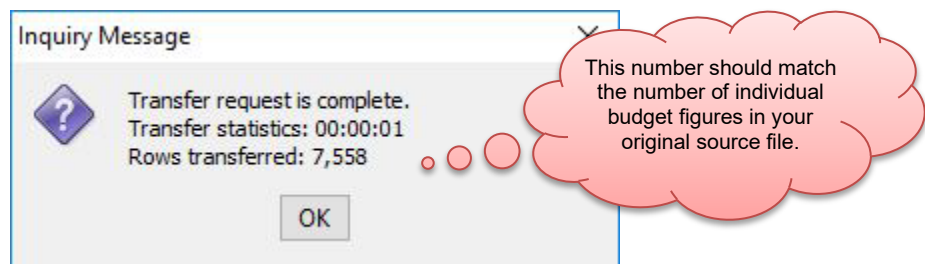 Inquiry Message
Transfer request is complete.
Transfer statistics: 00:00:01
Rows transferred: 7,558
OK
This number should match
the number of individual
budget figures in your
original source file.